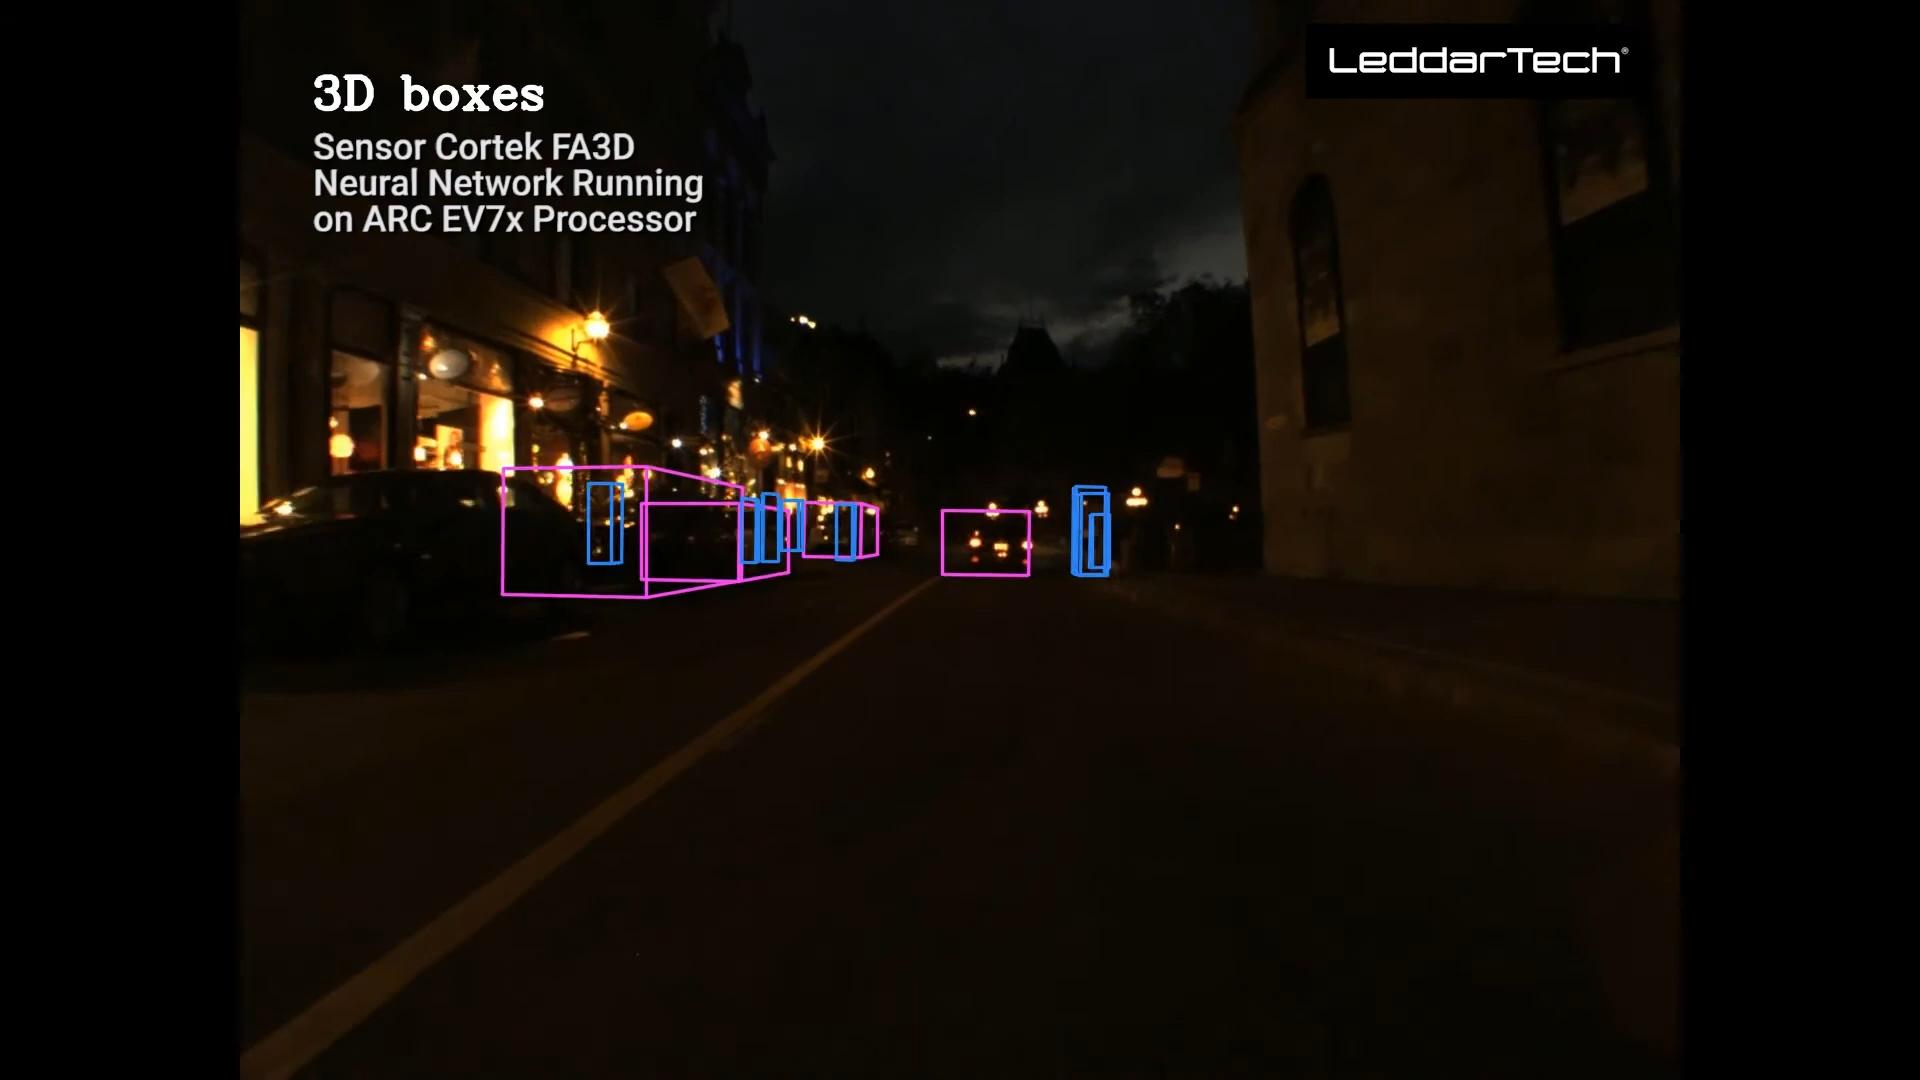 LeddarTech®
3D boxes
Sensor Cortek FA3D
Neural Network Running
on ARC EV7x Processor